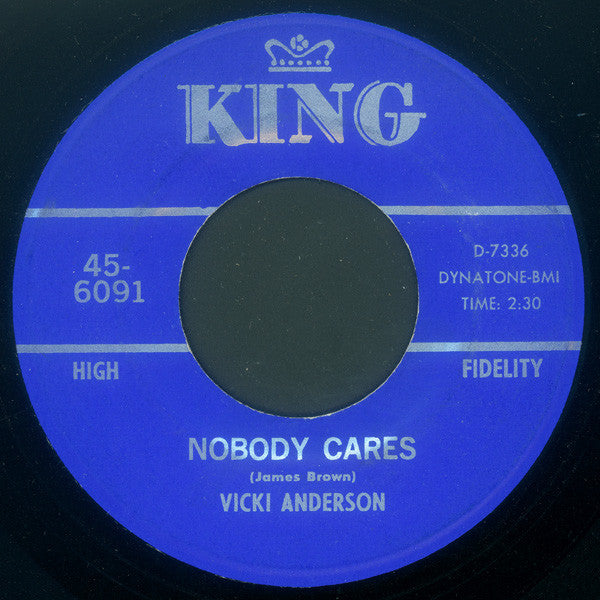 KING
45-
6091
D-7336
DYNATONE-BMI
TIME: 2:30
HIGH
FIDELITY
NOBODY CARES
(James Brown)
VICKI ANDERSON